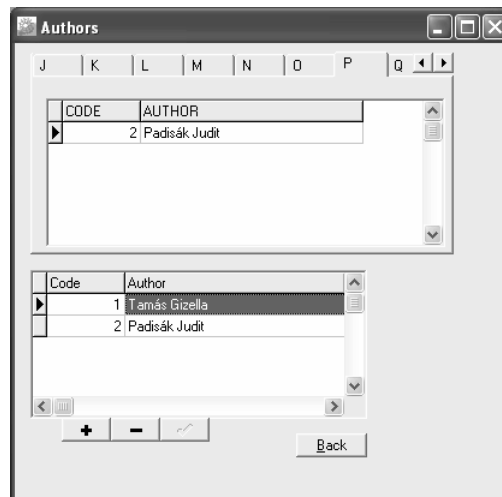 Authors
J K L M N O P Q
CODE AUTHOR
2 Padisák Judit
Code Author
1 Tamás Gizella
2 Padisák Judit
Back